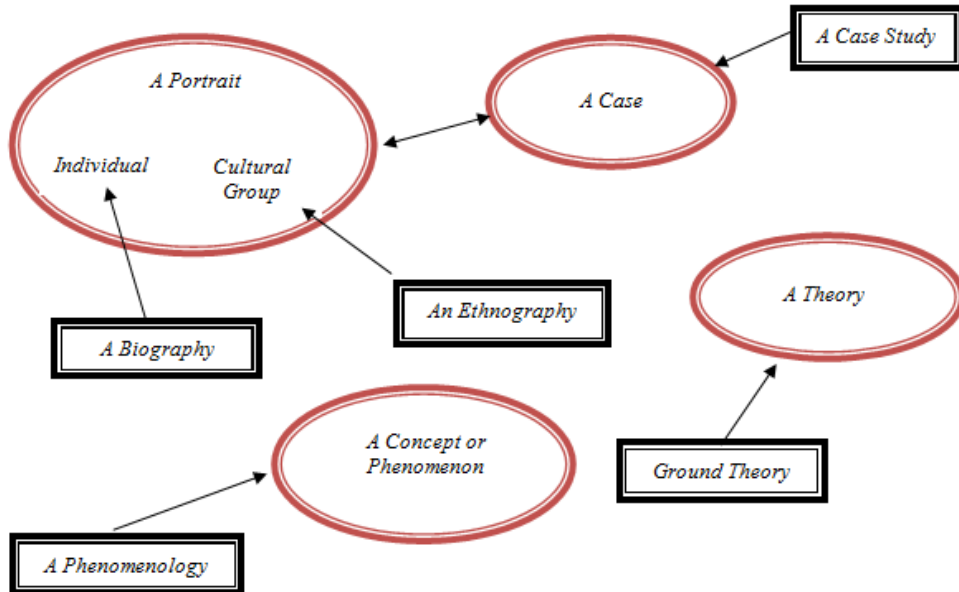 A Case Study
A Portrait
A Case
Individual
Cultural
Group
A Theory
An Ethnography
A Biography
A Concept or
Phenomenon
Ground Theory
A Phenomenology